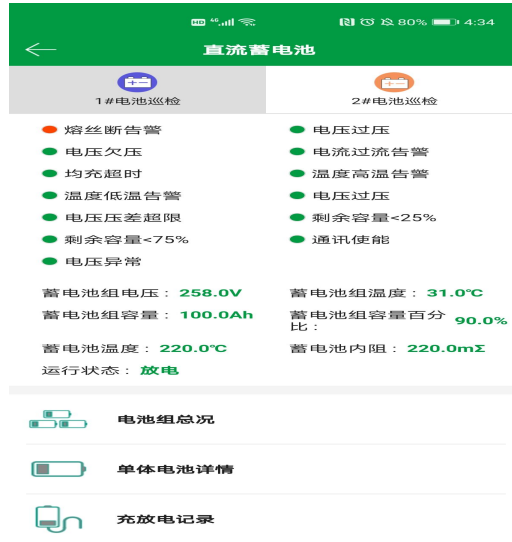 HD 4G 80% 4:34
直流蓄电池
1#电池巡检 2#电池巡检
熔丝断告警 电压过压
电压欠压 电流过流告警
均充超时 温度高温告警
温度低温告警 电压过压
电压压差超限 剩余容量<25%
剩余容量<75% 通讯使能
电压异常
蓄电池组电压：258.0V 蓄电池组温度：31.0℃
蓄电池组容量：100.0Ah 蓄电池组容量百分比：90.0%
蓄电池温度：220.0℃ 蓄电池内阻：220.0mΣ
运行状态：放电
电池组总况
单体电池详情
充放电记录